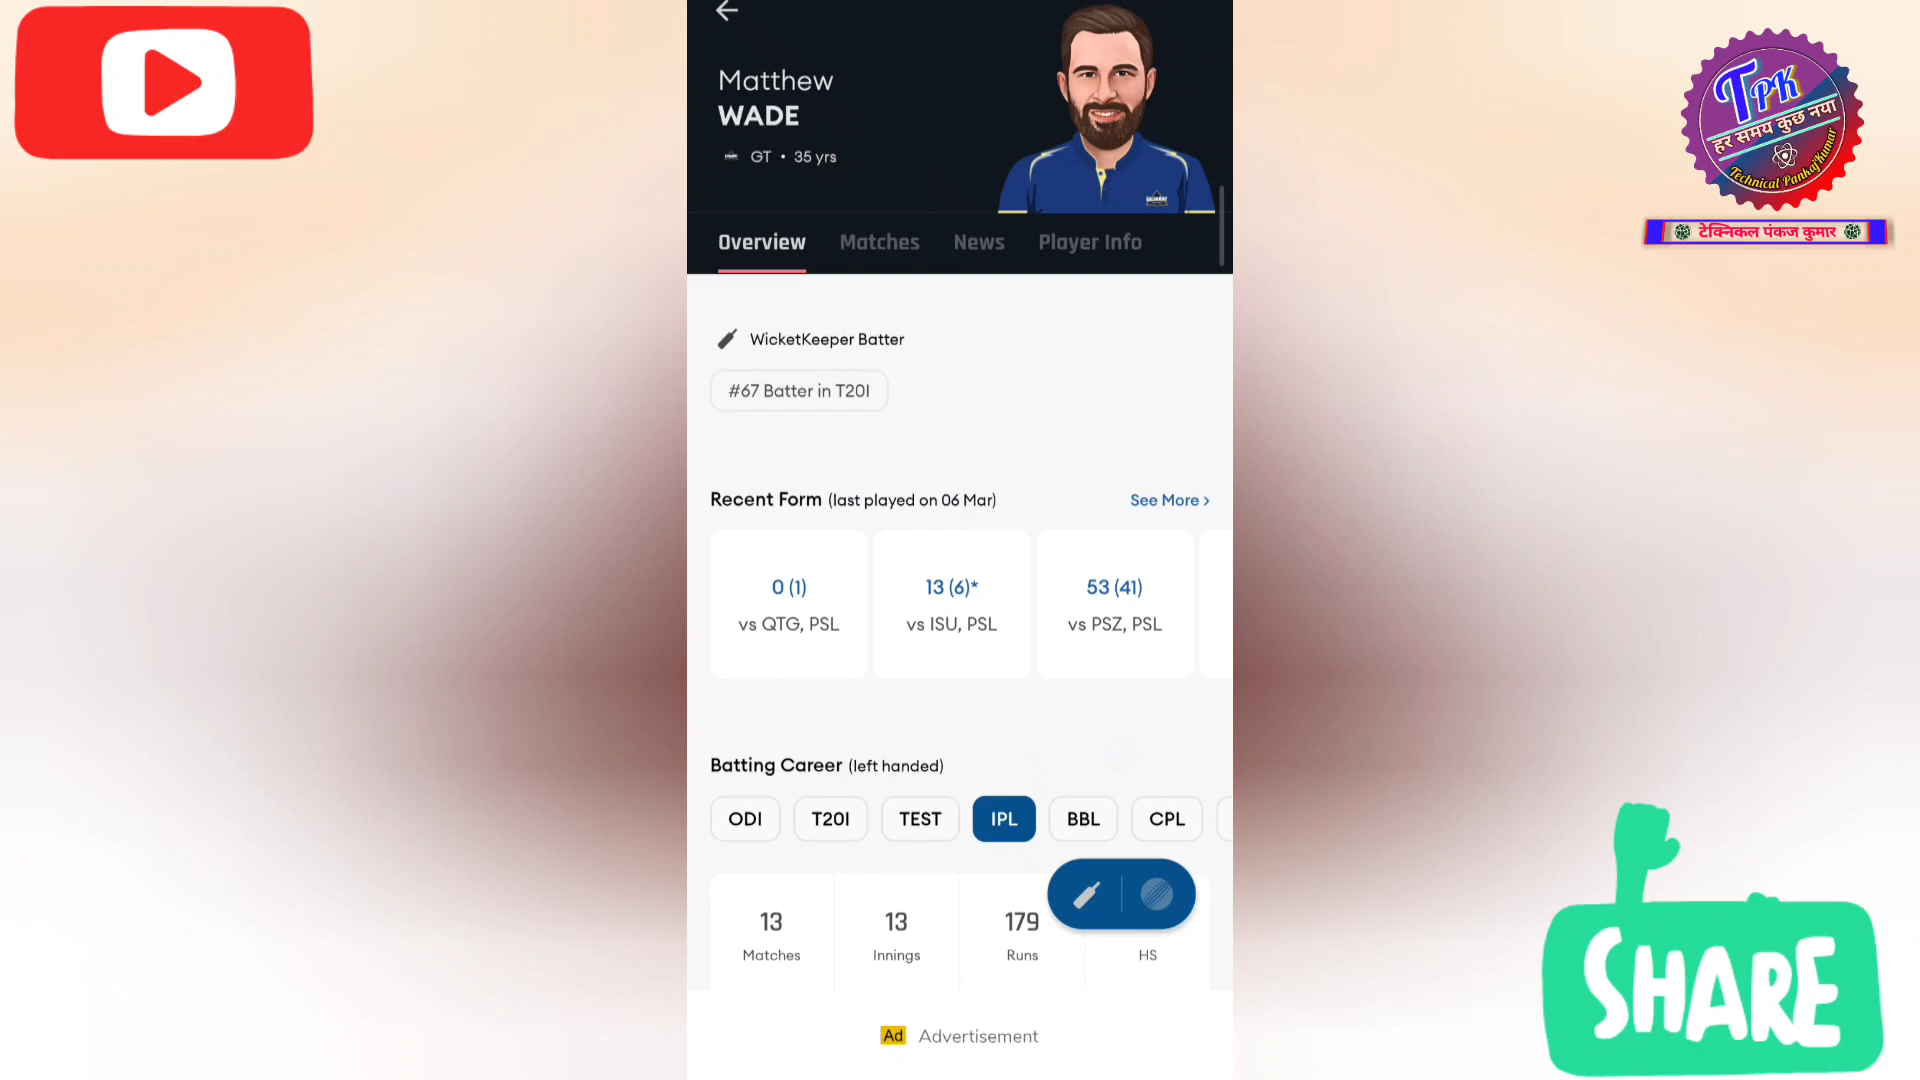 Matthew
WADE
GT • 35 yrs
Overview Matches News Player Info
WicketKeeper Batter
#67 Batter in T20I
Recent Form (last played on 06 Mar) See More >
0 (1) 13 (6)* 53 (41)
vs QTG, PSL vs ISU, PSL vs PSZ, PSL
Batting Career (left handed)
ODI T20I TEST IPL BBL CPL
13 13 179
Matches Innings Runs HS
Ad Advertisement
TPK
हर समय कुछ नया
Technical PankajKumar
टेक्निकल पंकज कुमार
SHARE